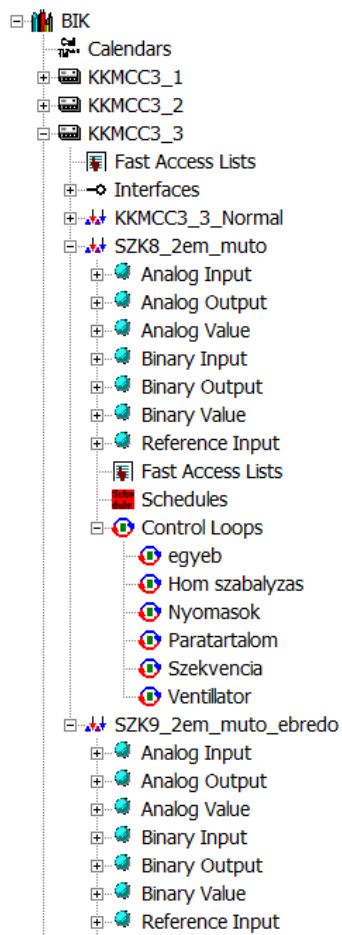 BIK
Calendars
KKMCC3_1
KKMCC3_2
KKMCC3_3
Fast Access Lists
Interfaces
KKMCC3_3_Normal
SZK8_2em_muto
Analog Input
Analog Output
Analog Value
Binary Input
Binary Output
Binary Value
Reference Input
Fast Access Lists
Schedules
Control Loops
egyeb
Hom szabalyzas
Nyomasok
Paratartalom
Szekvencia
Ventillator
SZK9_2em_muto_ebredo
Analog Input
Analog Output
Analog Value
Binary Input
Binary Output
Binary Value
Reference Input